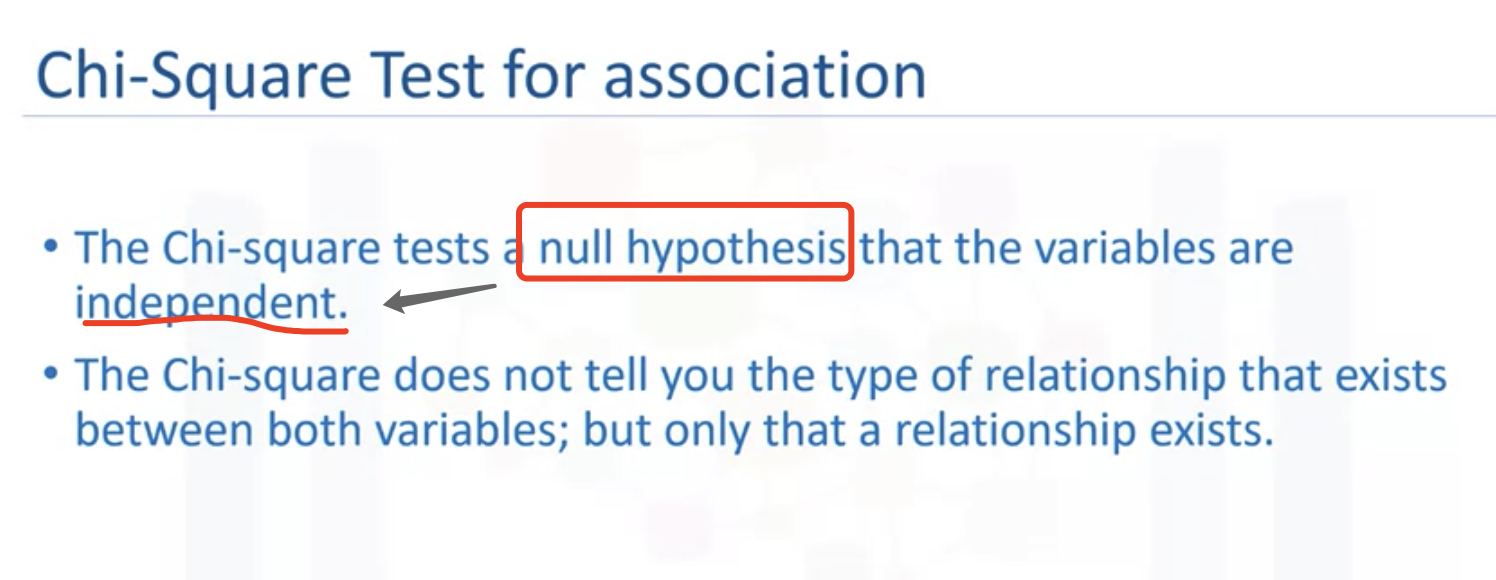 Chi-Square Test for association
• The Chi-square tests a null hypothesis that the variables are
independent.
• The Chi-square does not tell you the type of relationship that exists
between both variables; but only that a relationship exists.